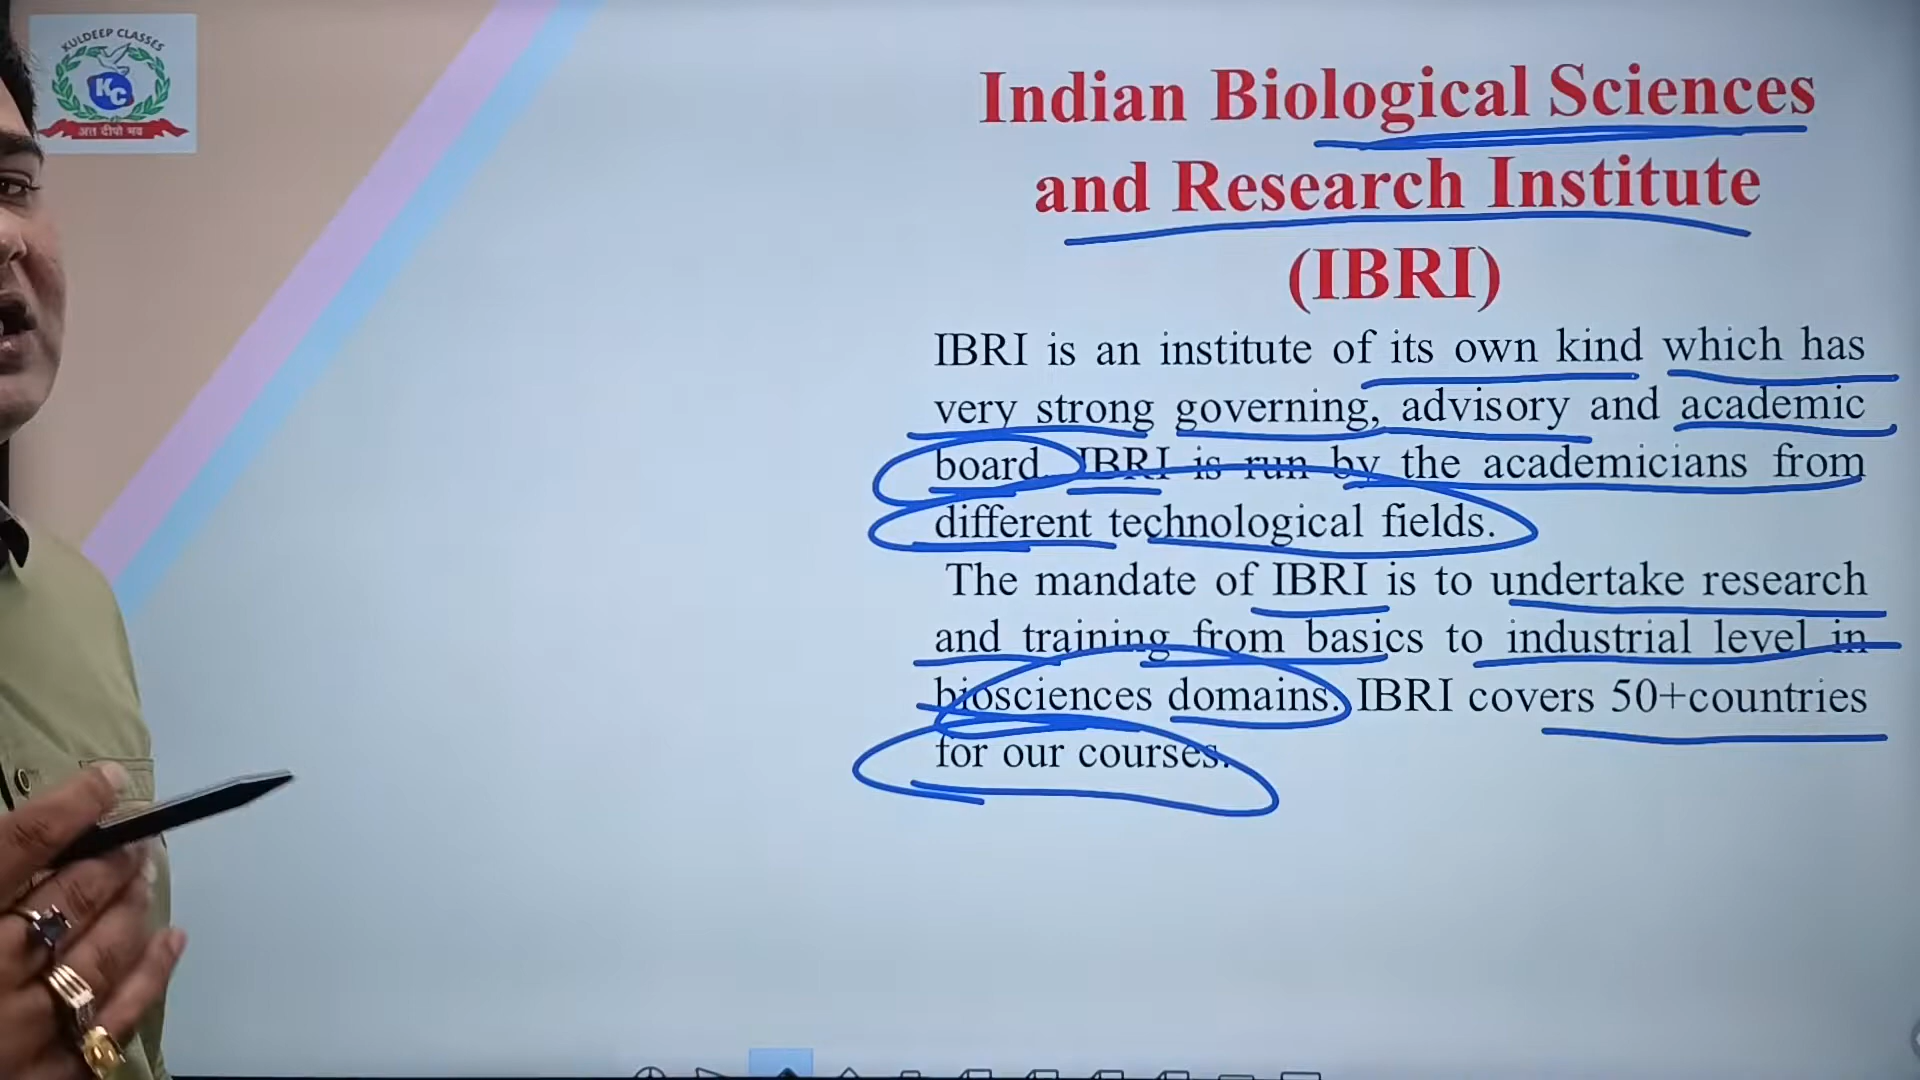 KULDEEP CLASSES
KC
अत्त दीपो भव
Indian Biological Sciences
and Research Institute
(IBRI)
IBRI is an institute of its own kind which has
very strong governing, advisory and academic
board. IBRI is run by the academicians from
different technological fields.
The mandate of IBRI is to undertake research
and training from basics to industrial level in
biosciences domains. IBRI covers 50+countries
for our courses.